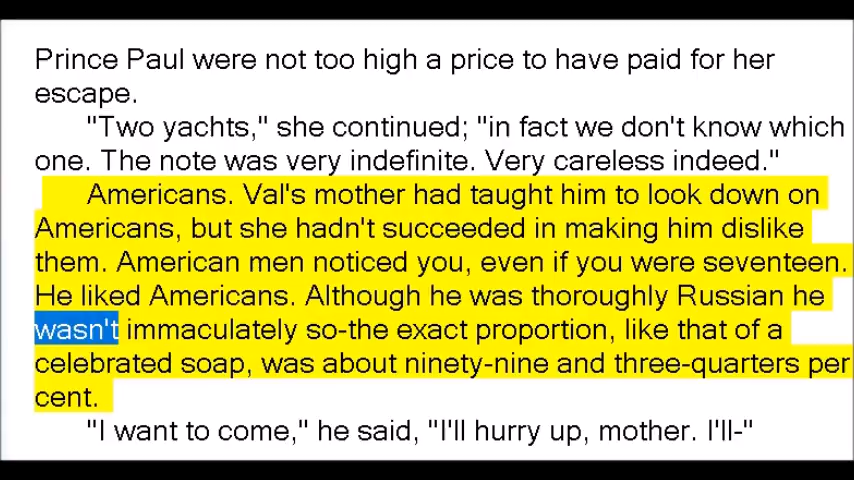 Prince Paul were not too high a price to have paid for her
escape.
"Two yachts," she continued; "in fact we don't know which
one. The note was very indefinite. Very careless indeed."
Americans. Val's mother had taught him to look down on
Americans, but she hadn't succeeded in making him dislike
them. American men noticed you, even if you were seventeen.
He liked Americans. Although he was thoroughly Russian he
wasn't immaculately so-the exact proportion, like that of a
celebrated soap, was about ninety-nine and three-quarters per
cent.
"I want to come," he said, "I'll hurry up, mother. I'll-"